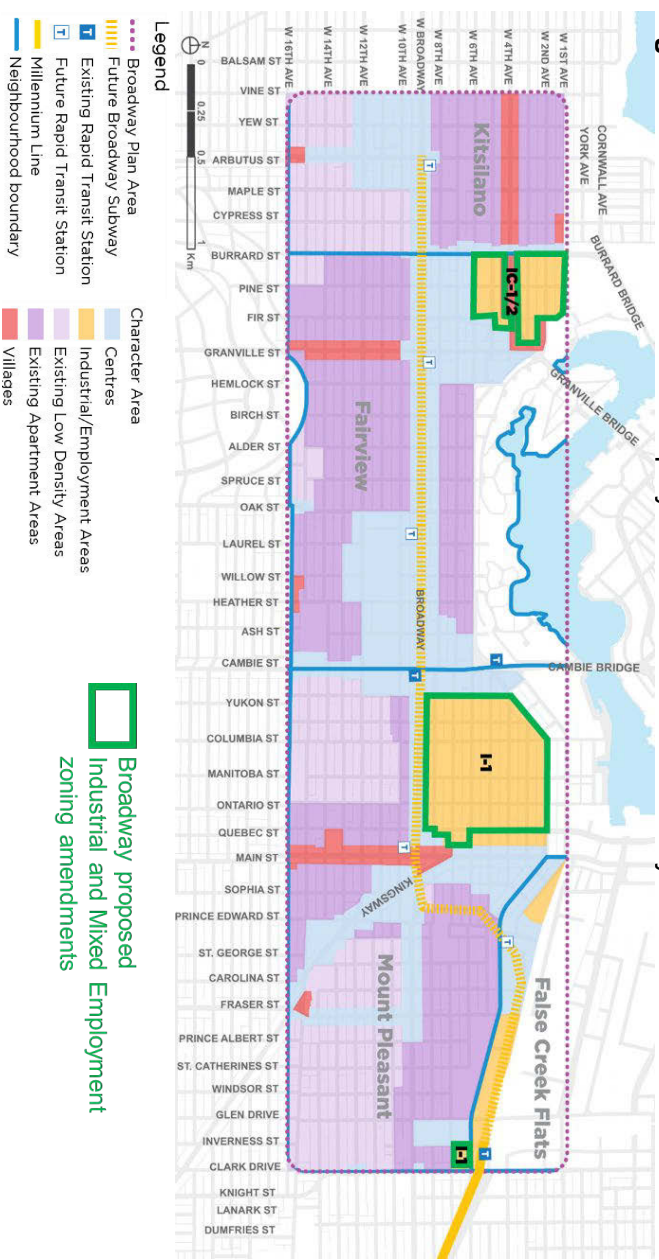 W 16TH AVE
W 14TH AVE
W 12TH AVE
W 10TH AVE
W BROADWAY
W 8TH AVE
W 6TH AVE
W 4TH AVE
W 2ND AVE
W 1ST AVE
CORNWALL AVE
YORK AVE
BURRARD BRIDGE
GRANVILLE BRIDGE
CAMBIE BRIDGE
Kitsilano
IC-1/2
Fairview
BROADWAY
I-1
KINGSWAY
Mount Pleasant
False Creek Flats
I-1
BALSAM ST
VINE ST
YEW ST
ARBUTUS ST
MAPLE ST
CYPRESS ST
BURRARD ST
PINE ST
FIR ST
GRANVILLE ST
HEMLOCK ST
BIRCH ST
ALDER ST
SPRUCE ST
OAK ST
LAUREL ST
WILLOW ST
HEATHER ST
ASH ST
CAMBIE ST
YUKON ST
COLUMBIA ST
MANITOBA ST
ONTARIO ST
QUEBEC ST
MAIN ST
SOPHIA ST
PRINCE EDWARD ST
ST. GEORGE ST
CAROLINA ST
FRASER ST
PRINCE ALBERT ST
ST. CATHERINES ST
WINDSOR ST
GLEN DRIVE
INVERNESS ST
CLARK DRIVE
KNIGHT ST
LANARK ST
DUMFRIES ST
T
T
T
T
T
T
T
T
N
0
0.25
0.5
1
Km
Legend
Broadway Plan Area
Future Broadway Subway
T Existing Rapid Transit Station
T Future Rapid Transit Station
Millennium Line
Neighbourhood boundary
Character Area
Centres
Industrial/Employment Areas
Existing Low Density Areas
Existing Apartment Areas
Villages
Broadway proposed
Industrial and Mixed Employment
zoning amendments